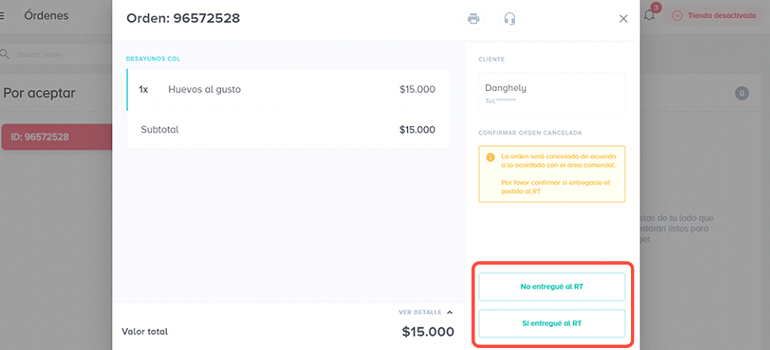 Órdenes
Orden: 96572528
3
Tienda desactivada
Buscar orden
DESAYUNOS COL
CLIENTE
Por aceptar
1x Huevos al gusto $15.000
Danghely
Tel:********
0
Subtotal $15.000
CONFIRMAR ORDEN CANCELADA
ID: 96572528
La orden será cancelada de acuerdo
a lo acordado con el área comercial.
Por favor confirmar si entregaste el
pedido al RT
de tu lado que
listos para
No entregué al RT
VER DETALLE
Sí entregué al RT
Valor total $15.000